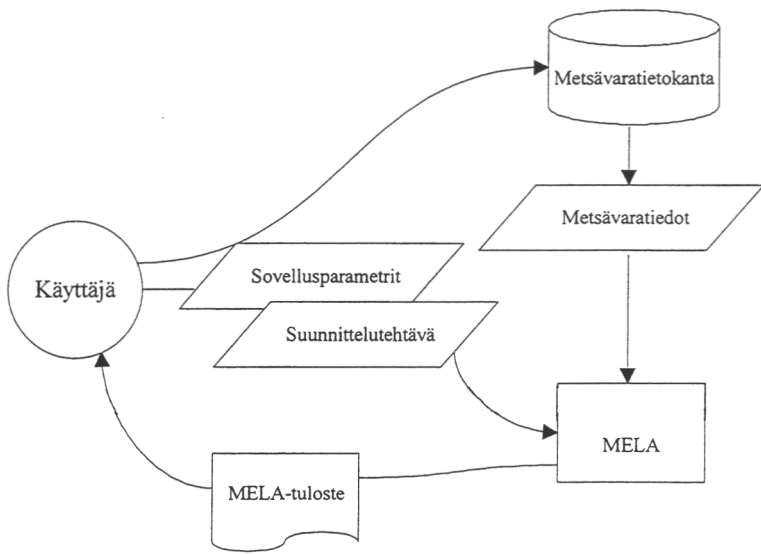 Metsävaratietokanta
Metsävaratiedot
Sovellusparametrit
Käyttäjä
Suunnittelutehtävä
MELA
MELA-tuloste